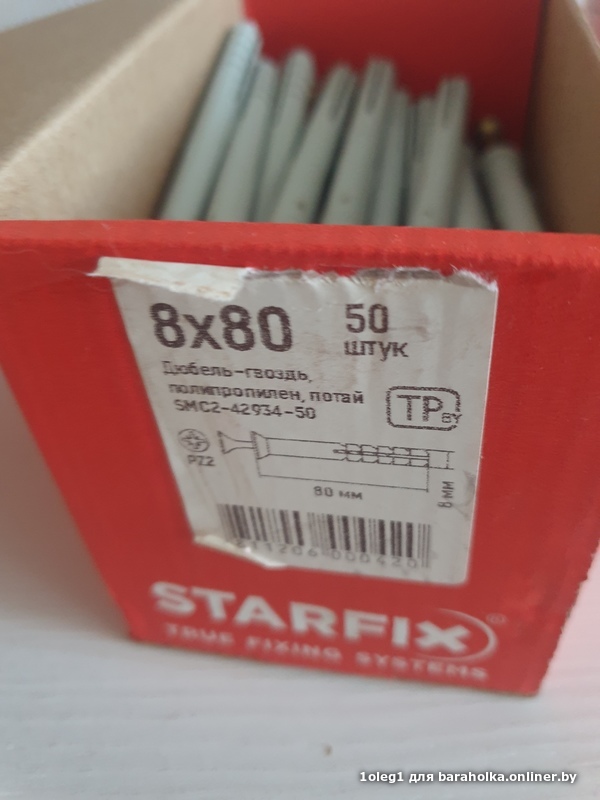 8x80
50
штук
Дюбель-гвоздь,
полипропилен, потай
SMC2-42934-50
TP
BY
PZ2
80 мм
8 мм
STARFIX®
TRUE FIXING SYSTEMS
1oleg1 для baraholka.onliner.by